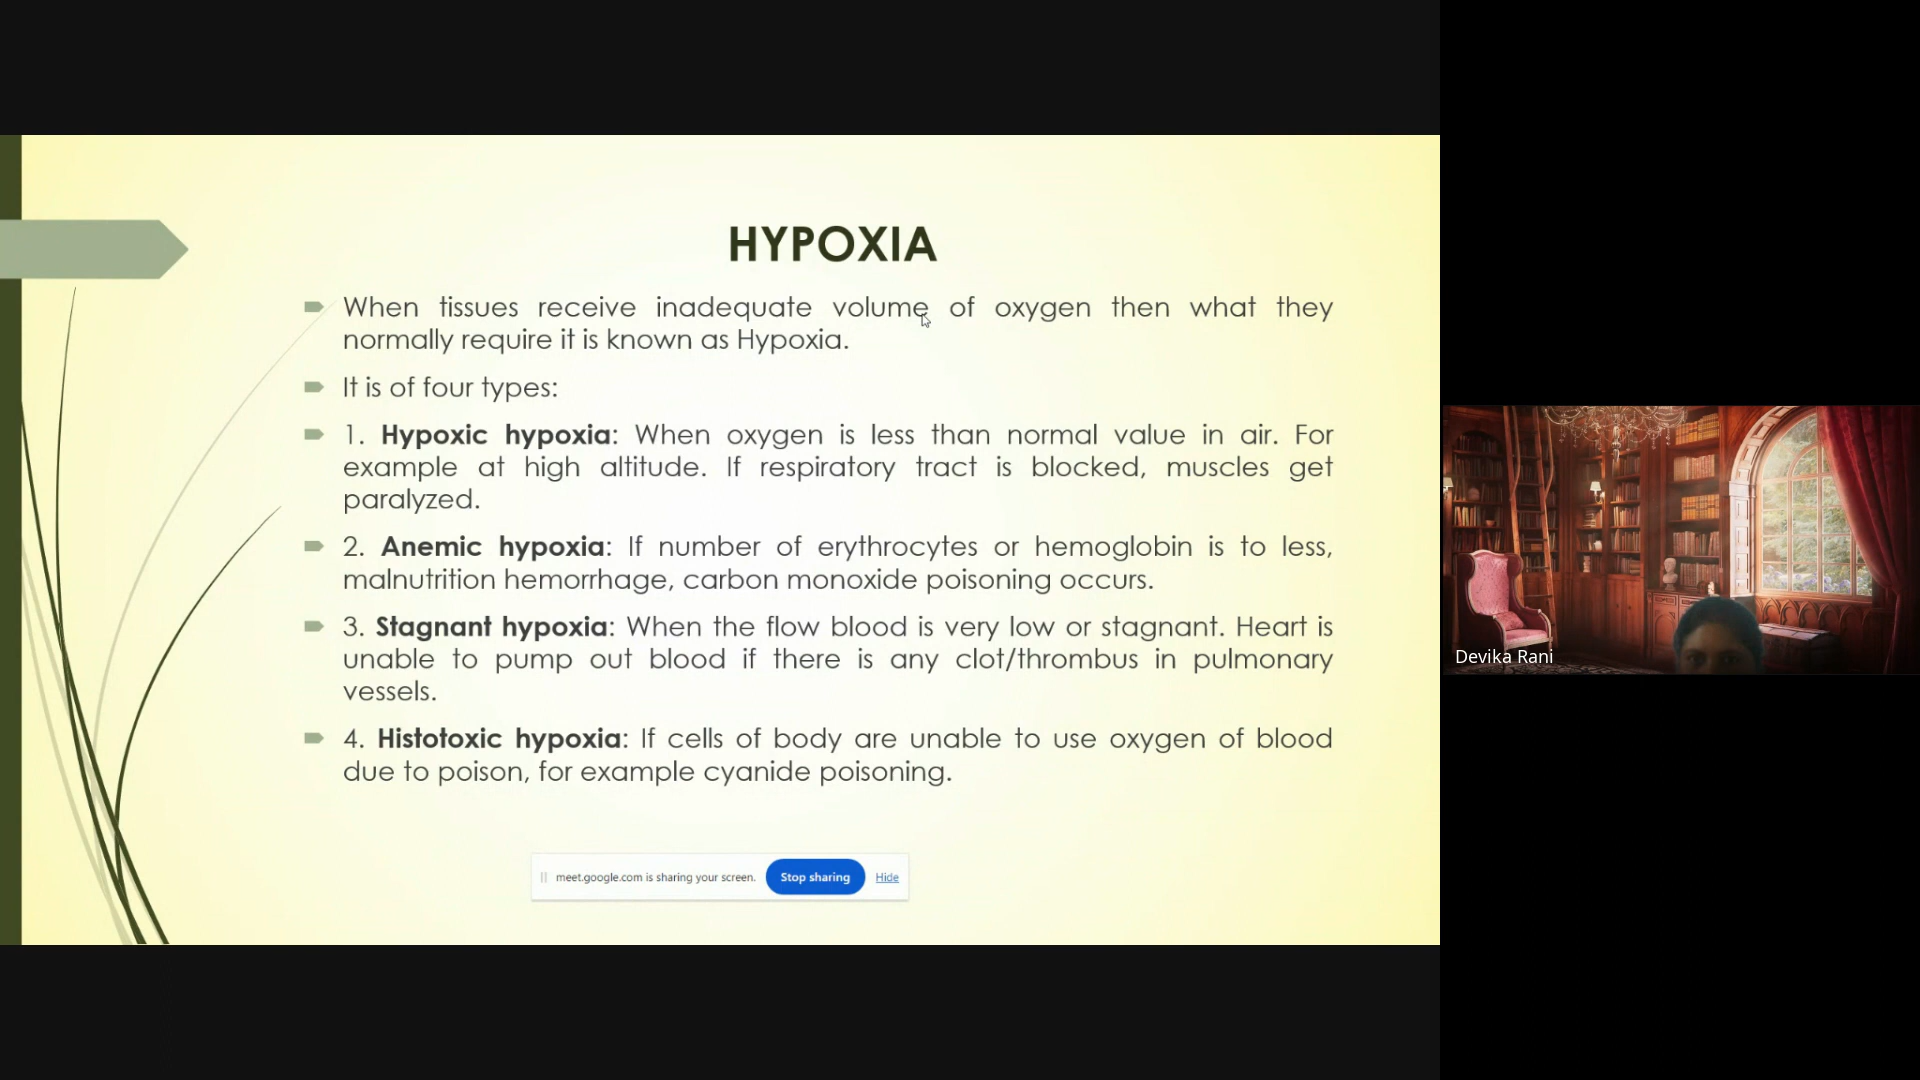 HYPOXIA
When tissues receive inadequate volume of oxygen then what they
normally require it is known as Hypoxia.
It is of four types:
1. Hypoxic hypoxia: When oxygen is less than normal value in air. For
example at high altitude. If respiratory tract is blocked, muscles get
paralyzed.
2. Anemic hypoxia: If number of erythrocytes or hemoglobin is to less,
malnutrition hemorrhage, carbon monoxide poisoning occurs.
3. Stagnant hypoxia: When the flow blood is very low or stagnant. Heart is
unable to pump out blood if there is any clot/thrombus in pulmonary
vessels.
4. Histotoxic hypoxia: If cells of body are unable to use oxygen of blood
due to poison, for example cyanide poisoning.
meet.google.com is sharing your screen. Stop sharing Hide
Devika Rani